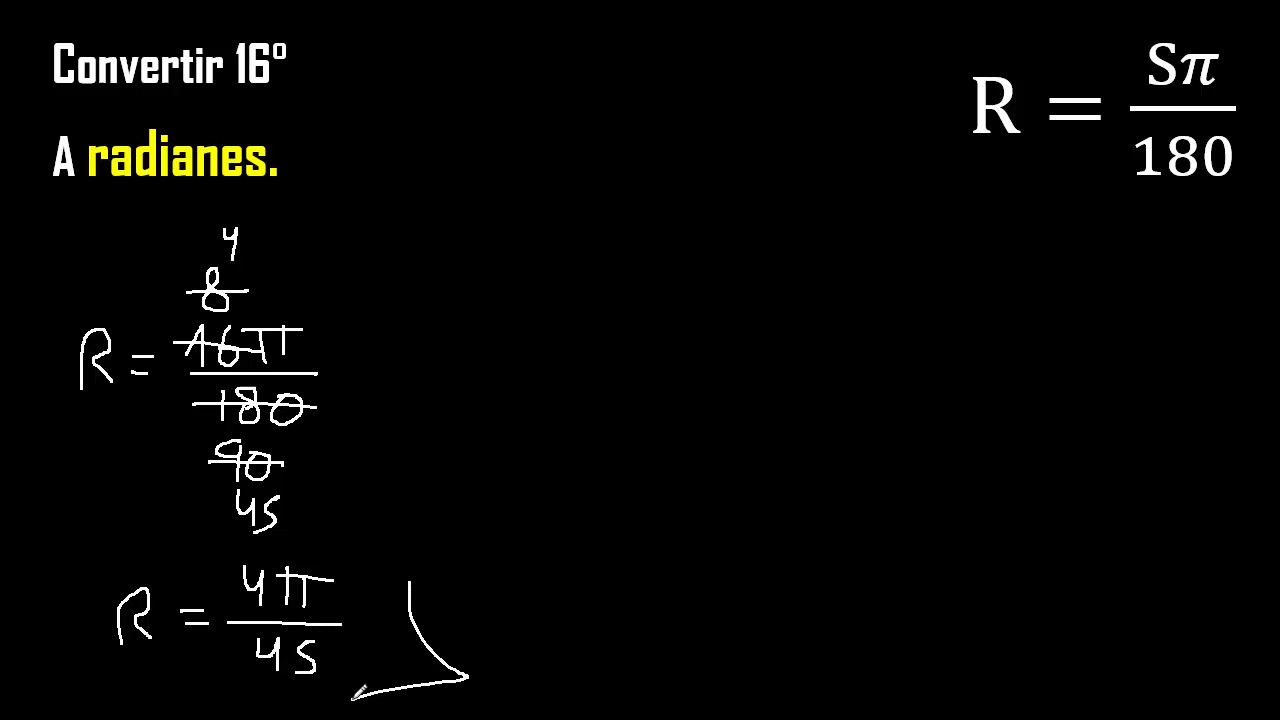 Convertir 16°
A radianes.
R = Sπ
180
4
8
R = 16π
180
90
45
R = 4π
45